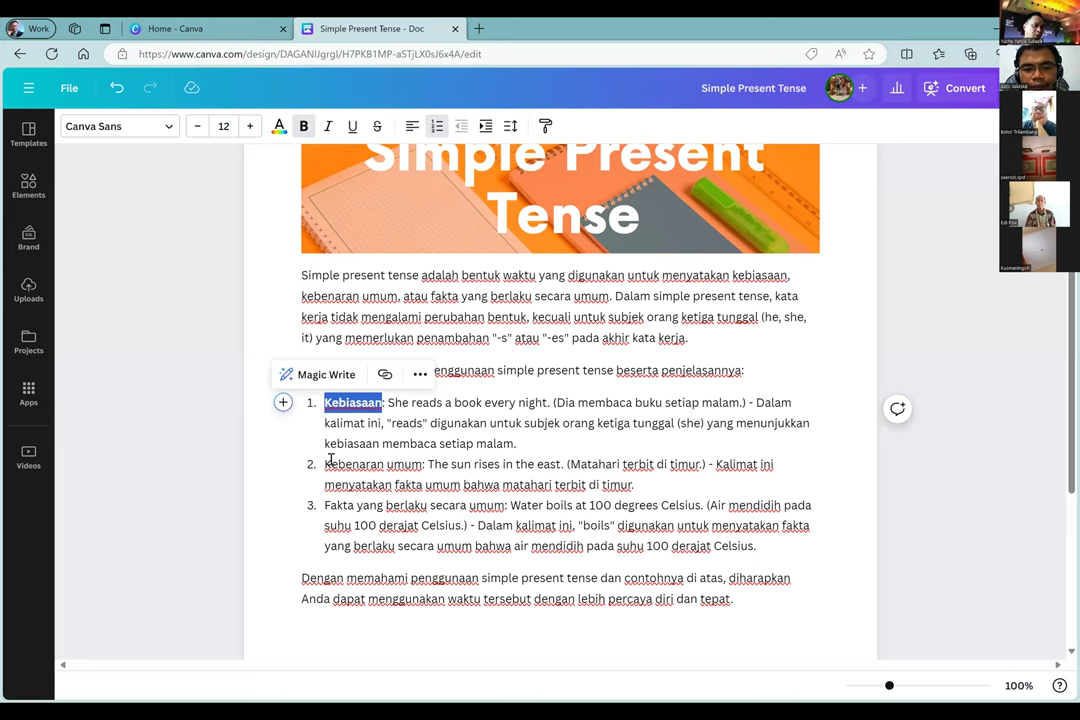 Work
Home - Canva
Simple Present Tense - Doc
https://www.canva.com/design/DAGANlJgrgI/H7PKB1MP-aSTjLX0sJ6x4A/edit
File
Simple Present Tense
Convert
Canva Sans
12
Templates
Elements
Brand
Uploads
Projects
Apps
Videos
Simple Present
Tense
Simple present tense adalah bentuk waktu yang digunakan untuk menyatakan kebiasaan,
kebenaran umum, atau fakta yang berlaku secara umum. Dalam simple present tense, kata
kerja tidak mengalami perubahan bentuk, kecuali untuk subjek orang ketiga tunggal (he, she,
it) yang memerlukan penambahan "-s" atau "-es" pada akhir kata kerja.
Magic Write
penggunaan simple present tense beserta penjelasannya:
1. Kebiasaan: She reads a book every night. (Dia membaca buku setiap malam.) - Dalam
kalimat ini, "reads" digunakan untuk subjek orang ketiga tunggal (she) yang menunjukkan
kebiasaan membaca setiap malam.
2. Kebenaran umum: The sun rises in the east. (Matahari terbit di timur.) - Kalimat ini
menyatakan fakta umum bahwa matahari terbit di timur.
3. Fakta yang berlaku secara umum: Water boils at 100 degrees Celsius. (Air mendidih pada
suhu 100 derajat Celsius.) - Dalam kalimat ini, "boils" digunakan untuk menyatakan fakta
yang berlaku secara umum bahwa air mendidih pada suhu 100 derajat Celsius.
Dengan memahami penggunaan simple present tense dan contohnya di atas, diharapkan
Anda dapat menggunakan waktu tersebut dengan lebih percaya diri dan tepat.
100%
ABD. WAHAB
Botor Trilambang
Edi Pras
Kusmaningsih